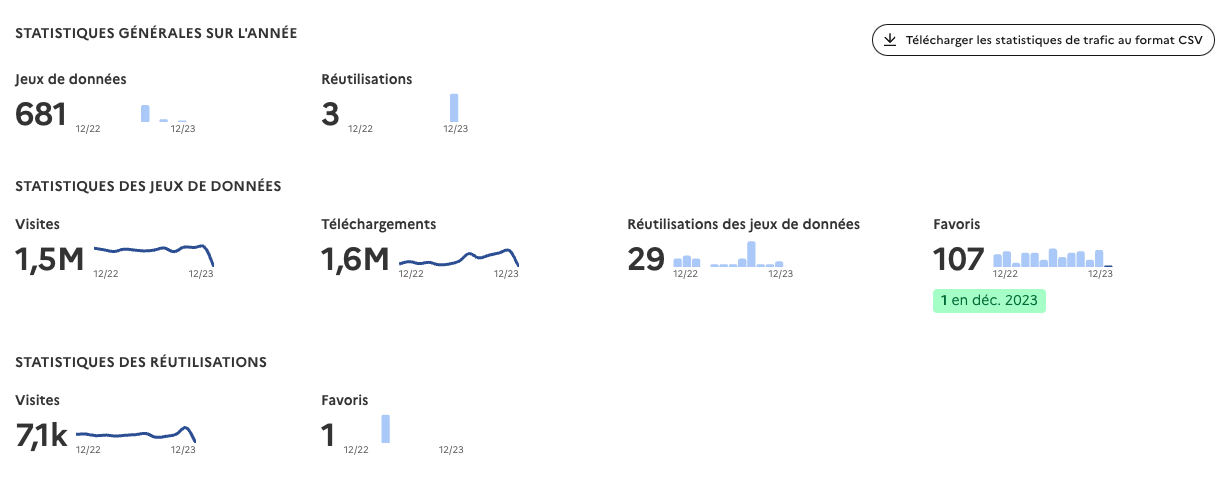 STATISTIQUES GÉNÉRALES SUR L'ANNÉE
Télécharger les statistiques de trafic au format CSV
Jeux de données
681
12/22
12/23
Réutilisations
3
12/22
12/23
STATISTIQUES DES JEUX DE DONNÉES
Visites
1,5M
12/22
12/23
Téléchargements
1,6M
12/22
12/23
Réutilisations des jeux de données
29
12/22
12/23
Favoris
107
12/22
12/23
1 en déc. 2023
STATISTIQUES DES RÉUTILISATIONS
Visites
7,1k
12/22
12/23
Favoris
1
12/22
12/23